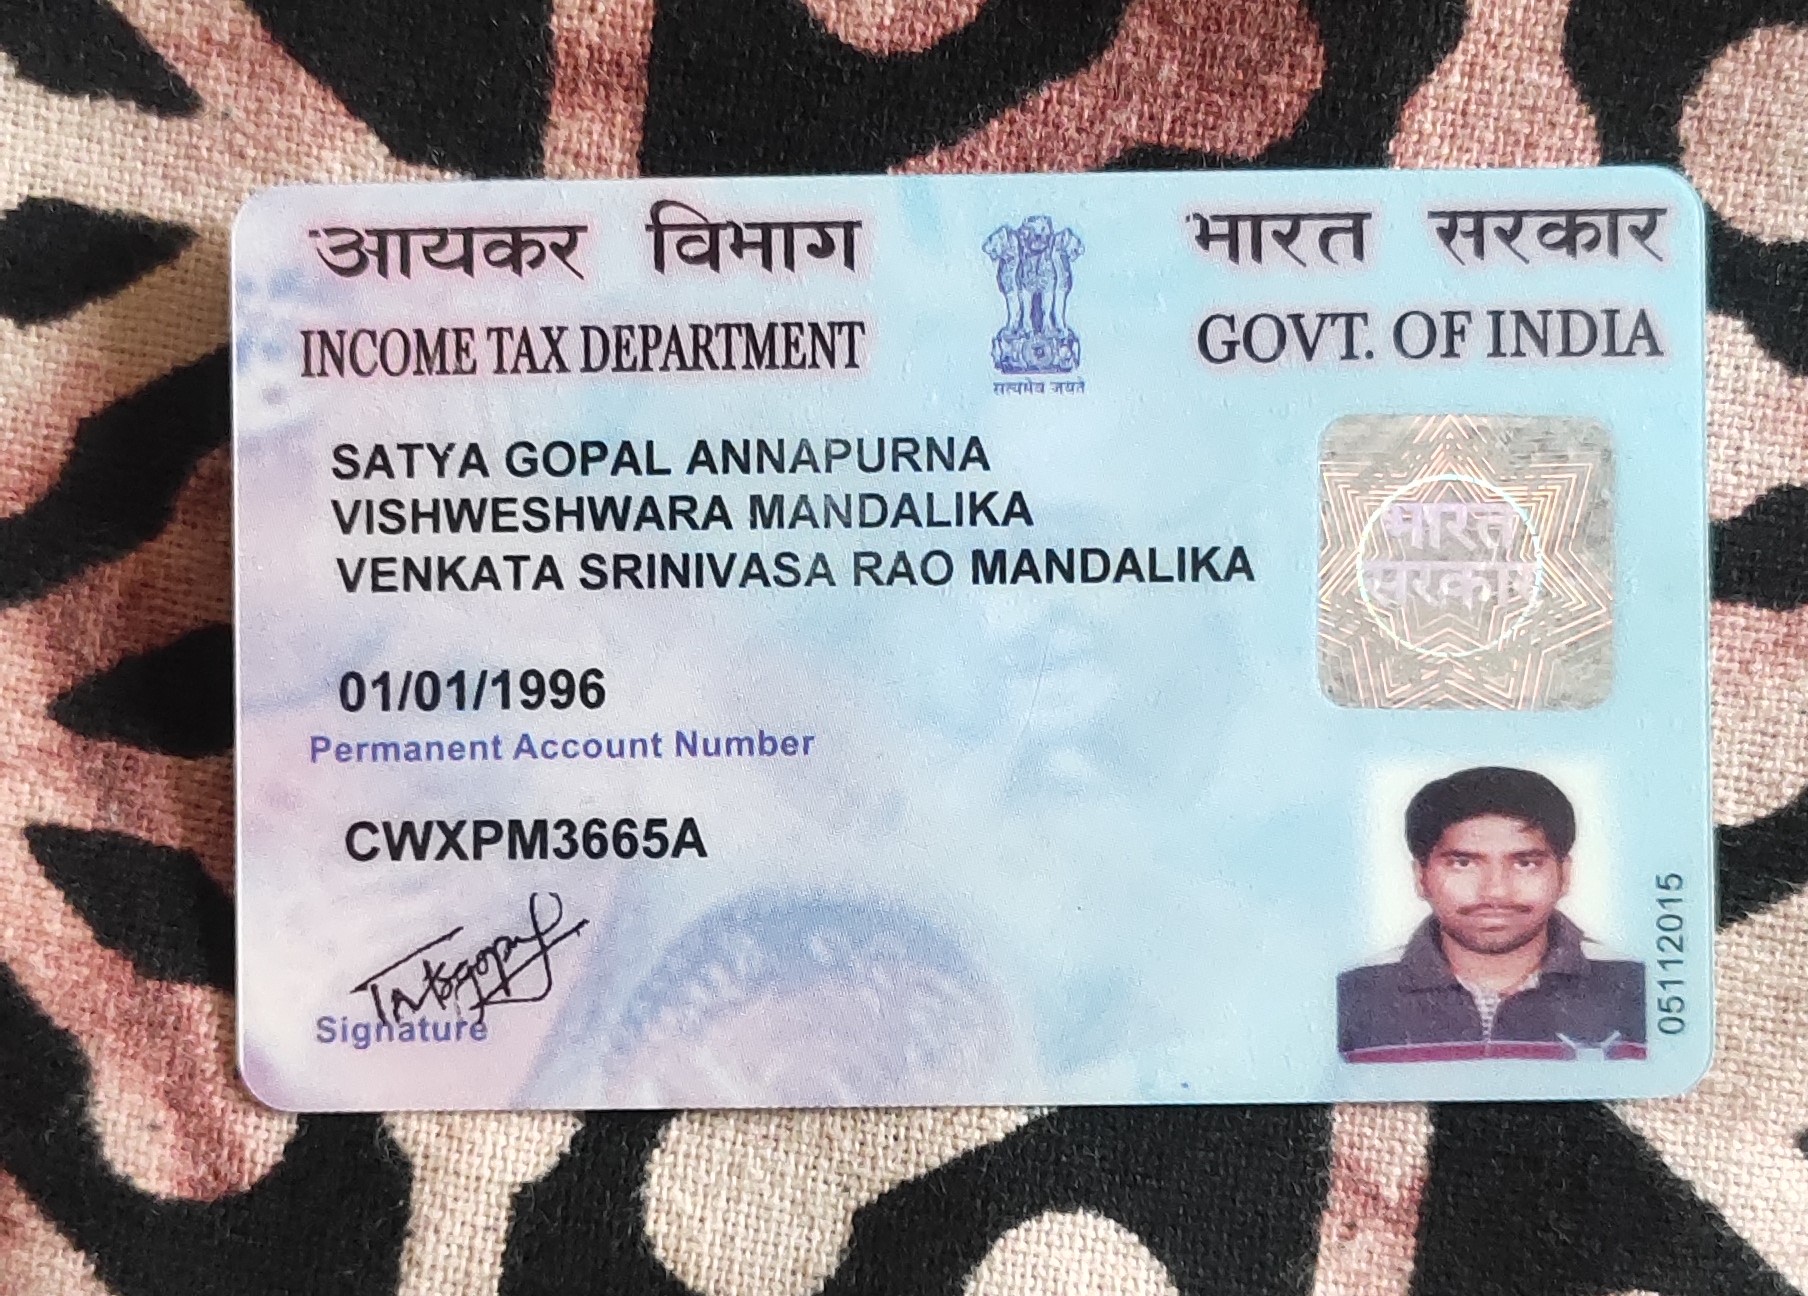 आयकर विभाग
INCOME TAX DEPARTMENT
सत्यमेव जयते
भारत सरकार
GOVT. OF INDIA
SATYA GOPAL ANNAPURNA
VISHWESHWARA MANDALIKA
VENKATA SRINIVASA RAO MANDALIKA
भारत
सरकार
01/01/1996
Permanent Account Number
CWXPM3665A
Signature
05112015